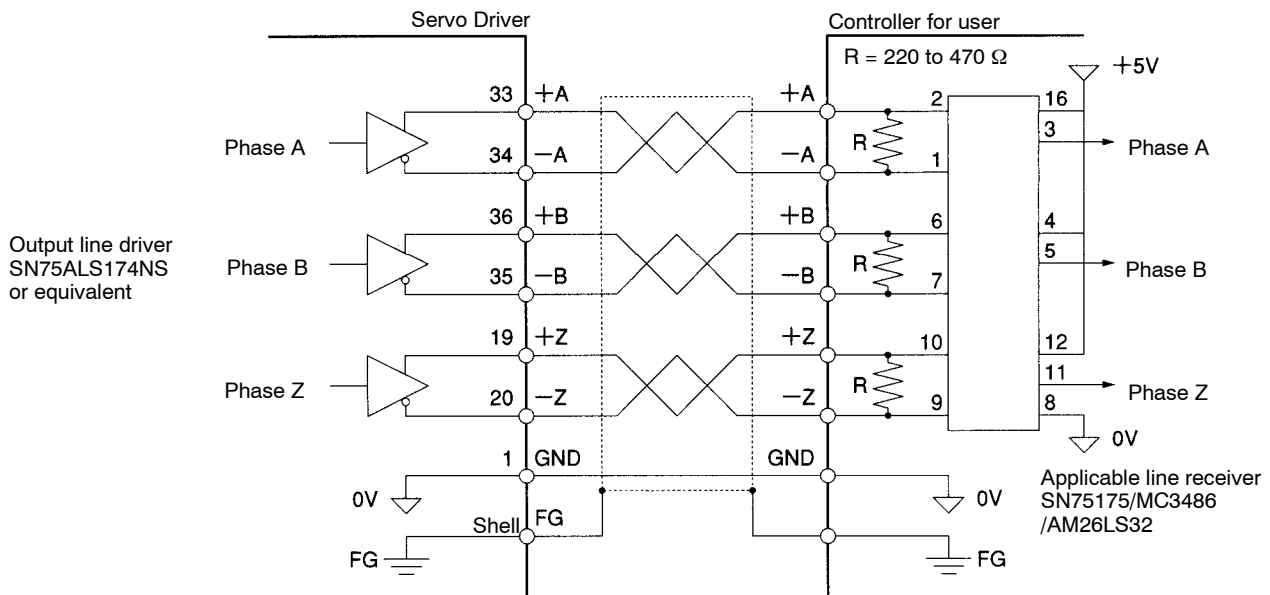 Servo Driver
Controller for user
R = 220 to 470 Ω
+5V
33 +A
+A
2
16
3
Phase A
R
Phase A
34 −A
−A
1
36 +B
+B
6
4
Output line driver
SN75ALS174NS
or equivalent
Phase B
R
5
Phase B
35 −B
−B
7
19 +Z
+Z
10
12
Phase Z
R
11
Phase Z
20 −Z
−Z
9
8
0V
1 GND
GND
0V
0V
Applicable line receiver
SN75175/MC3486
/AM26LS32
Shell FG
FG
FG